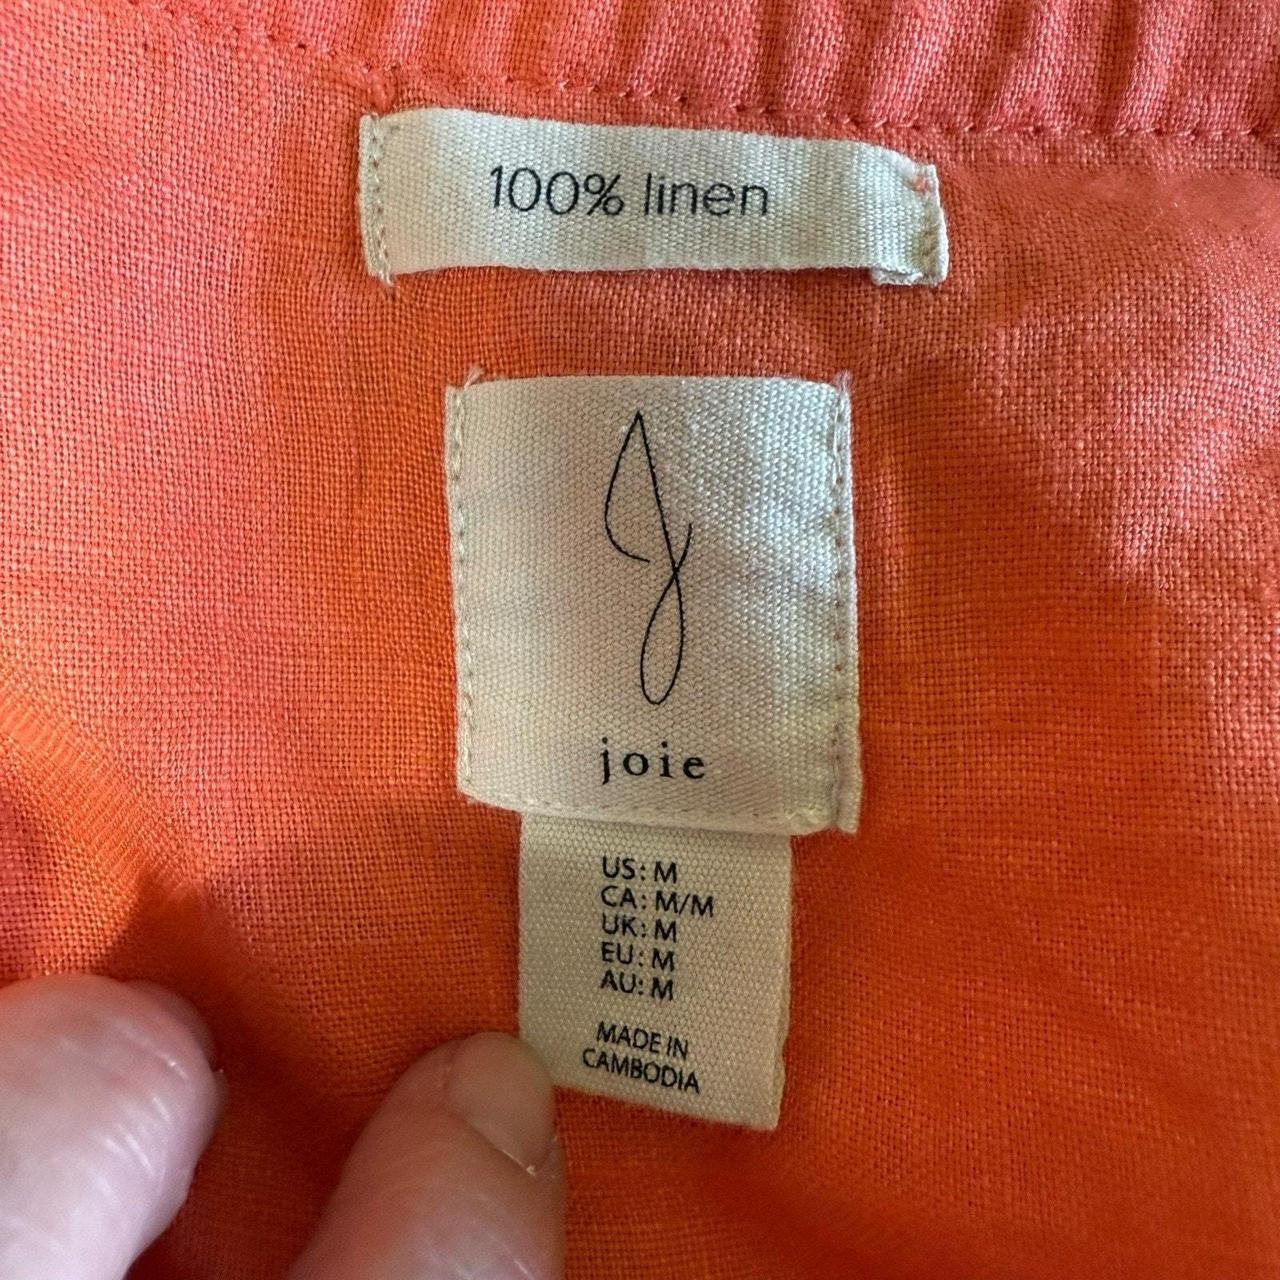 100% linen
joie
US: M
CA: M/M
UK: M
EU: M
AU: M
MADE IN
CAMBODIA